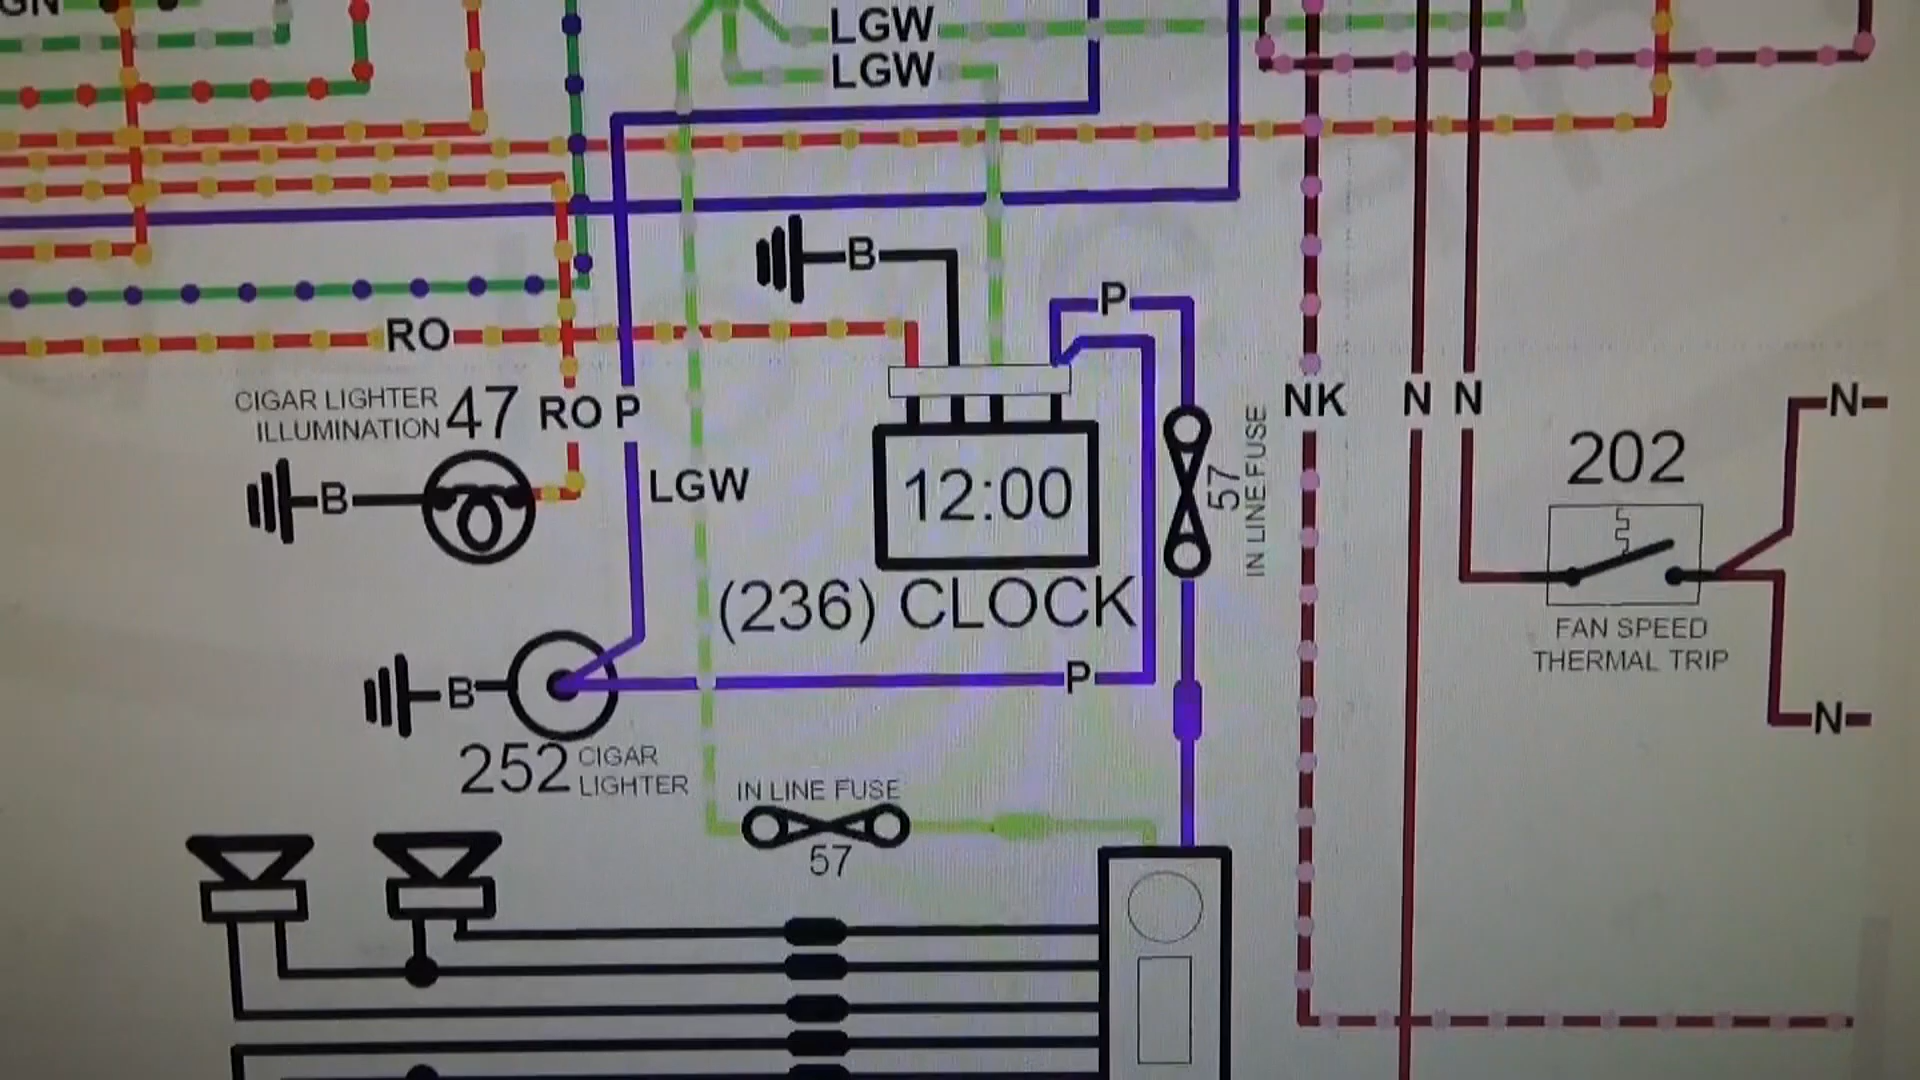 GN
LGW
LGW
B
P
RO
CIGAR LIGHTER
ILLUMINATION
47
RO P
NK
N N
N
B
LGW
12:00
57
IN LINE FUSE
202
(236) CLOCK
FAN SPEED
THERMAL TRIP
B
P
N
252
CIGAR
LIGHTER
IN LINE FUSE
57